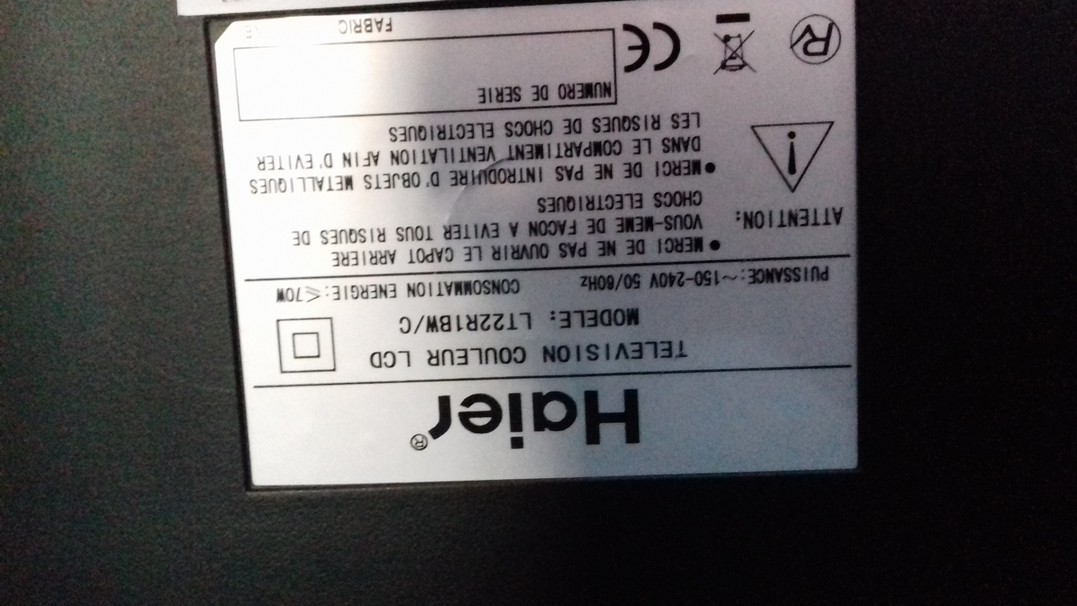 Haier®
TELEVISION COULEUR LCD
MODELE: LT22R1BW/C
PUISSANCE:~150-240V 50/60Hz CONSOMMATION ENERGIE:⩽70W
ATTENTION:
● MERCI DE NE PAS OUVRIR LE CAPOT ARRIERE
VOUS-MEME DE FACON A EVITER TOUS RISQUES DE
CHOCS ELECTRIQUES
● MERCI DE NE PAS INTRODUIRE D'OBJETS METALLIQUES
DANS LE COMPARTIMENT VENTILATION AFIN D'EVITER
LES RISQUES DE CHOCS ELECTRIQUES
NUMERO DE SERIE
CE
R